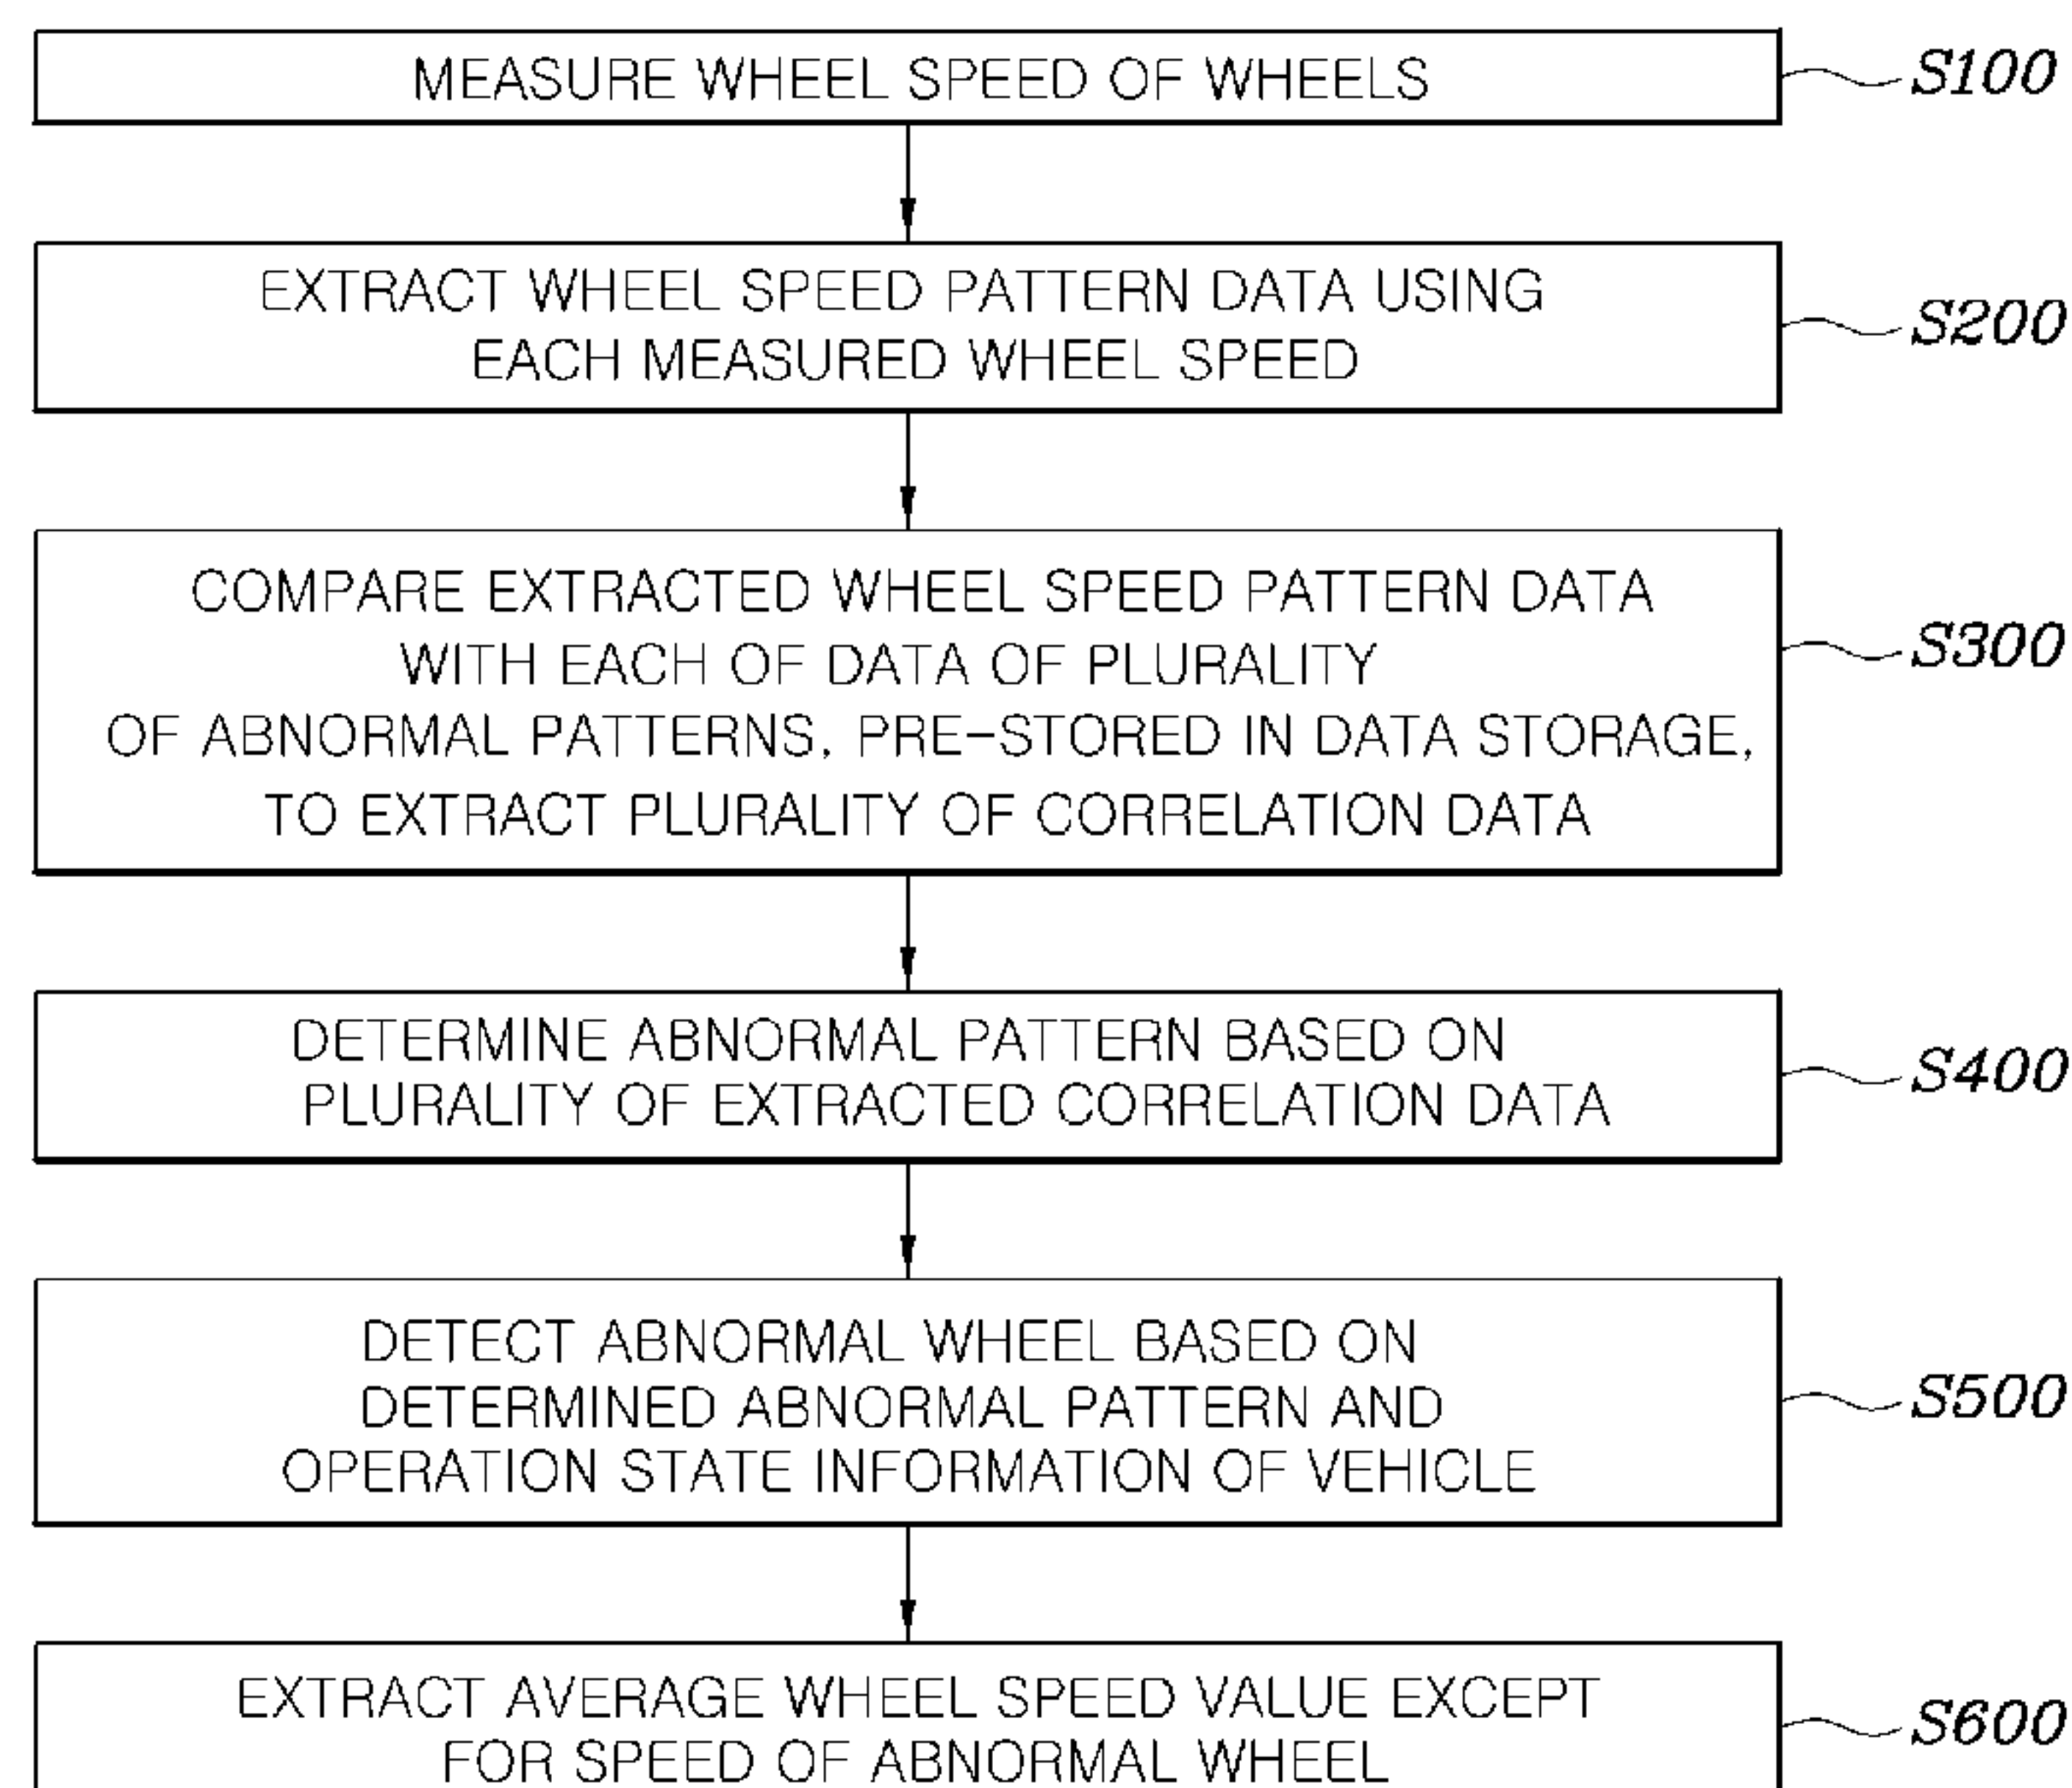 MEASURE WHEEL SPEED OF WHEELS
S100
EXTRACT WHEEL SPEED PATTERN DATA USING
EACH MEASURED WHEEL SPEED
S200
COMPARE EXTRACTED WHEEL SPEED PATTERN DATA
WITH EACH OF DATA OF PLURALITY
OF ABNORMAL PATTERNS, PRE-STORED IN DATA STORAGE,
TO EXTRACT PLURALITY OF CORRELATION DATA
S300
DETERMINE ABNORMAL PATTERN BASED ON
PLURALITY OF EXTRACTED CORRELATION DATA
S400
DETECT ABNORMAL WHEEL BASED ON
DETERMINED ABNORMAL PATTERN AND
OPERATION STATE INFORMATION OF VEHICLE
S500
EXTRACT AVERAGE WHEEL SPEED VALUE EXCEPT
FOR SPEED OF ABNORMAL WHEEL
S600